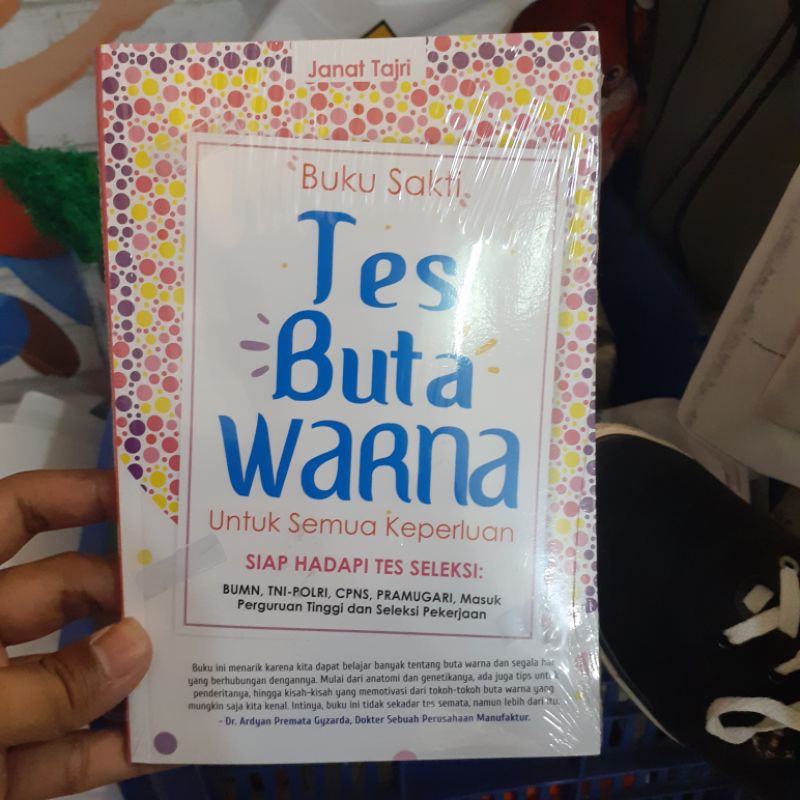 Janat Tajri
Buku Sakti
Tes
Buta
WARNA
Untuk Semua Keperluan
SIAP HADAPI TES SELEKSI:
BUMN, TNI-POLRI, CPNS, PRAMUGARI, Masuk
Perguruan Tinggi dan Seleksi Pekerjaan
Buku ini menarik karena kita dapat belajar banyak tentang buta warna dan segala hal
yang berhubungan dengannya. Mulai dari anatomi dan genetikanya, ada juga tips untuk
penderitanya, hingga kisah-kisah yang memotivasi dari tokoh-tokoh buta warna yang
mungkin saja kita kenal. Intinya, buku ini tidak sekadar tes semata, namun lebih dari itu.
- Dr. Ardyan Premata Gyzarda, Dokter Sebuah Perusahaan Manufaktur.